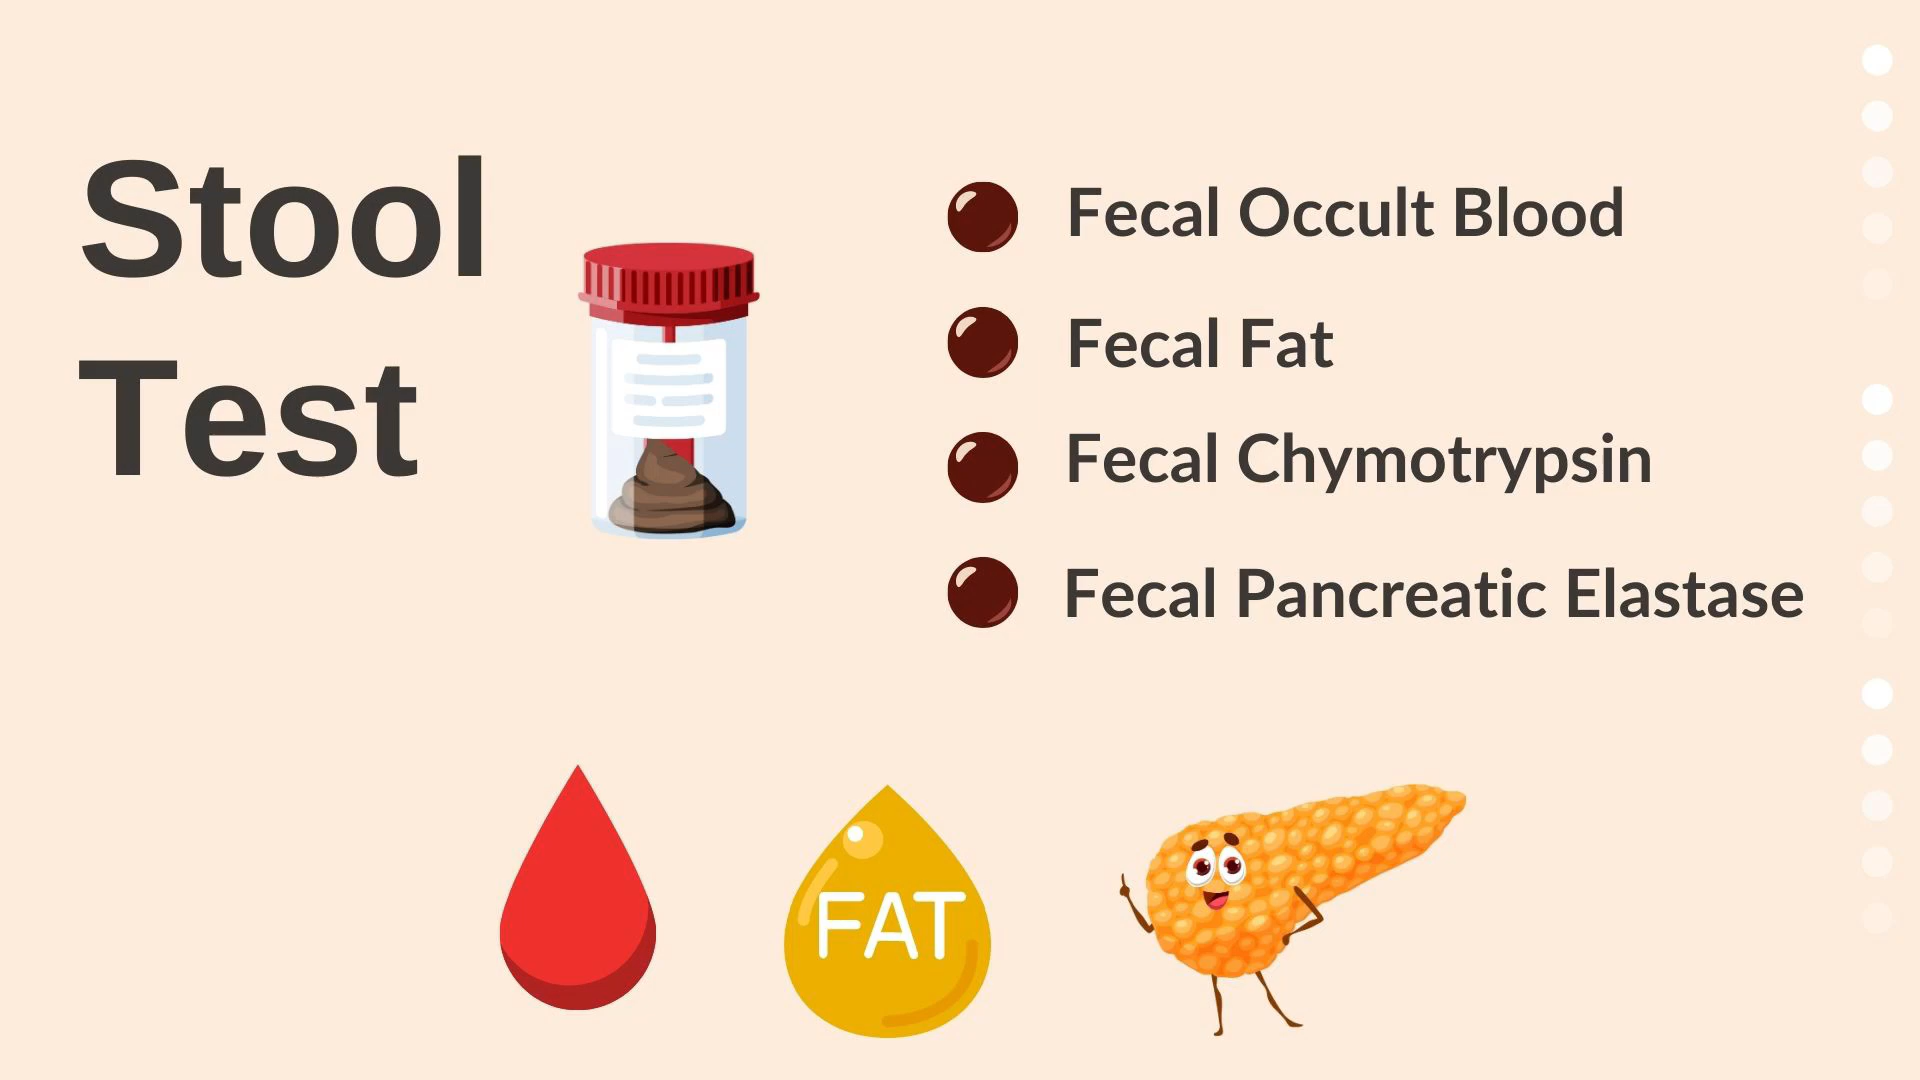 Stool
Test
Fecal Occult Blood
Fecal Fat
Fecal Chymotrypsin
Fecal Pancreatic Elastase
FAT